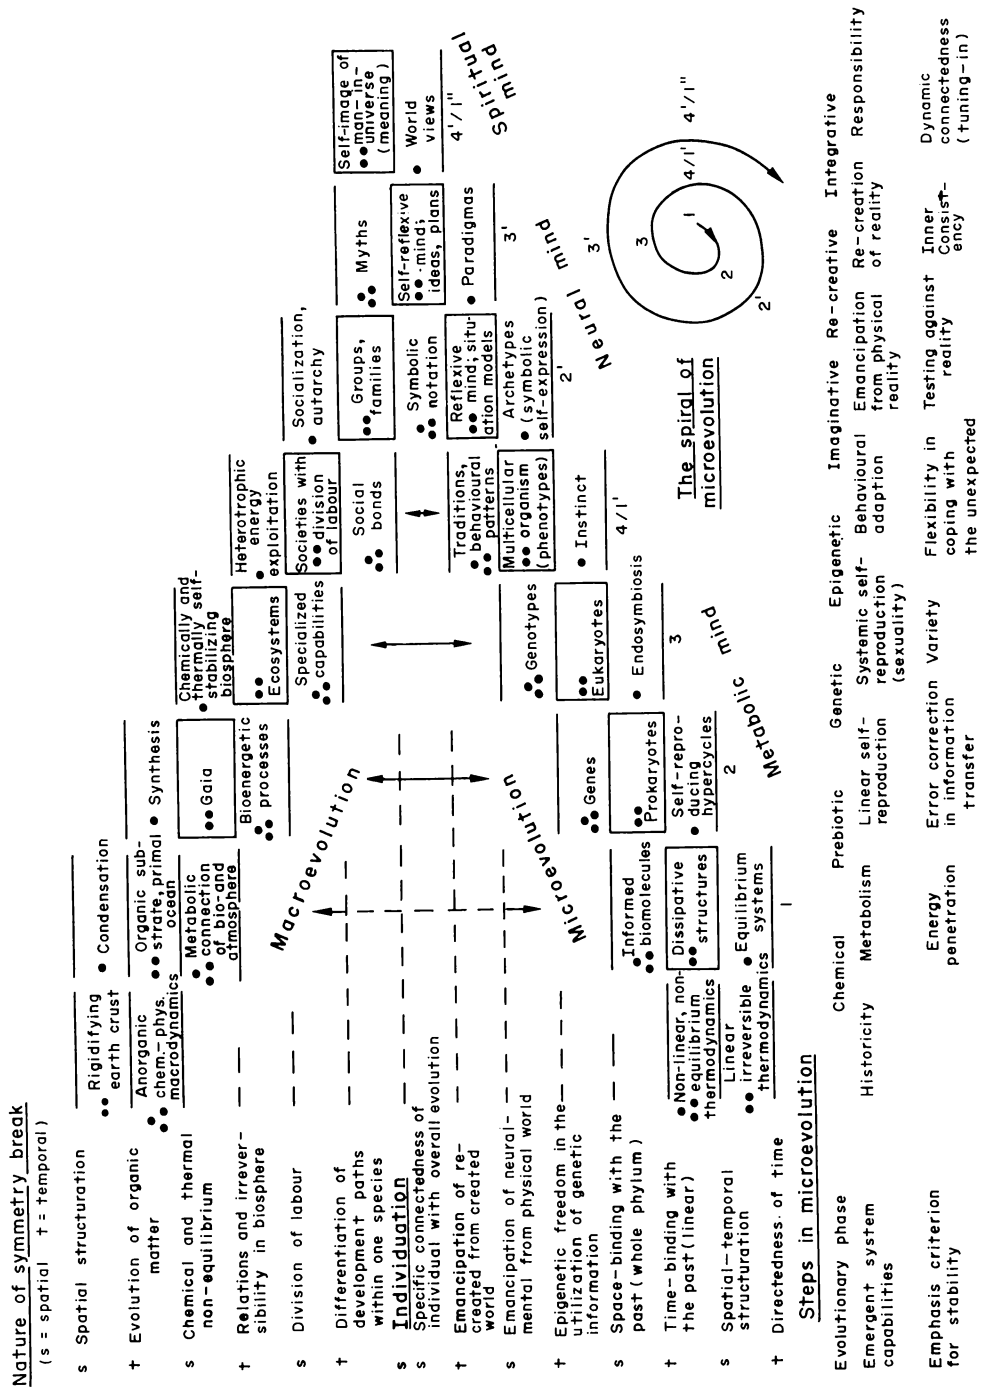 Nature of symmetry break
(s = spatial t = temporal)
s Spatial structuration
t Evolution of organic
matter
s Chemical and thermal
non-equilibrium
t Relations and irrever-
sibility in biosphere
s Division of labour
t Differentiation of
development paths
within one species
Individuation
s
s Specific connectedness of
individual with overall evolution
t Emancipation of re-
created from created
world
s Emancipation of neural-
mental from physical world
t Epigenetic freedom in the
utilization of genetic
information
s Space-binding with the
past (whole phylum)
t Time-binding with
the past (linear)
s Spatial-temporal
structuration
t Directedness of time
Rigidifying
earth crust
Anorganic
chem.-phys.
macrodynamics
Non-linear, non-
equilibrium
thermodynamics
Linear
irreversible
thermodynamics
Condensation
Organic sub-
strate, primal
ocean
Metabolic
connection
of bio- and
atmosphere
Macroevolution
Microevolution
Informed
biomolecules
Dissipative
structures
Equilibrium
systems
1
Synthesis
Gaia
Bioenergetic
processes
Genes
Prokaryotes
Self-repro-
ducing
hypercycles
2
Metabolic mind
Chemically and
thermally self-
stabilizing
biosphere
Ecosystems
Specialized
capabilities
Genotypes
Eukaryotes
Endosymbiosis
3
Heterotrophic
energy
exploitation
Societies with
division
of labour
Social
bonds
Traditions,
behavioural
patterns
Multicellular
organism
(phenotypes)
Instinct
4/1'
Socialization,
autarchy
Groups,
families
Symbolic
notation
Reflexive
mind; situ-
ation models
Archetypes
(symbolic
self-expression)
2'
Neural mind
Myths
Self-reflexive
mind;
ideas, plans
Paradigmas
3'
Self-image of
man-in-
universe
(meaning)
World
views
4'/1"
Spiritual
mind
The spiral of
microevolution
1
2
3
4/1'
2'
3'
4'/1"
Steps in microevolution
Evolutionary phase Chemical Prebiotic Genetic Epigenetic Imaginative Re-creative Integrative
Emergent system
capabilities
Historicity
Metabolism
Linear self-
reproduction
Systemic self-
reproduction
(sexuality)
Behavioural
adaption
Emancipation
from physical
reality
Re-creation
of reality
Responsibility
Emphasis criterion
for stability
Energy
penetration
Error correction
in information
transfer
Variety
Flexibility in
coping with
the unexpected
Testing against
reality
Inner
Consist-
ency
Dynamic
connectedness
(tuning-in)